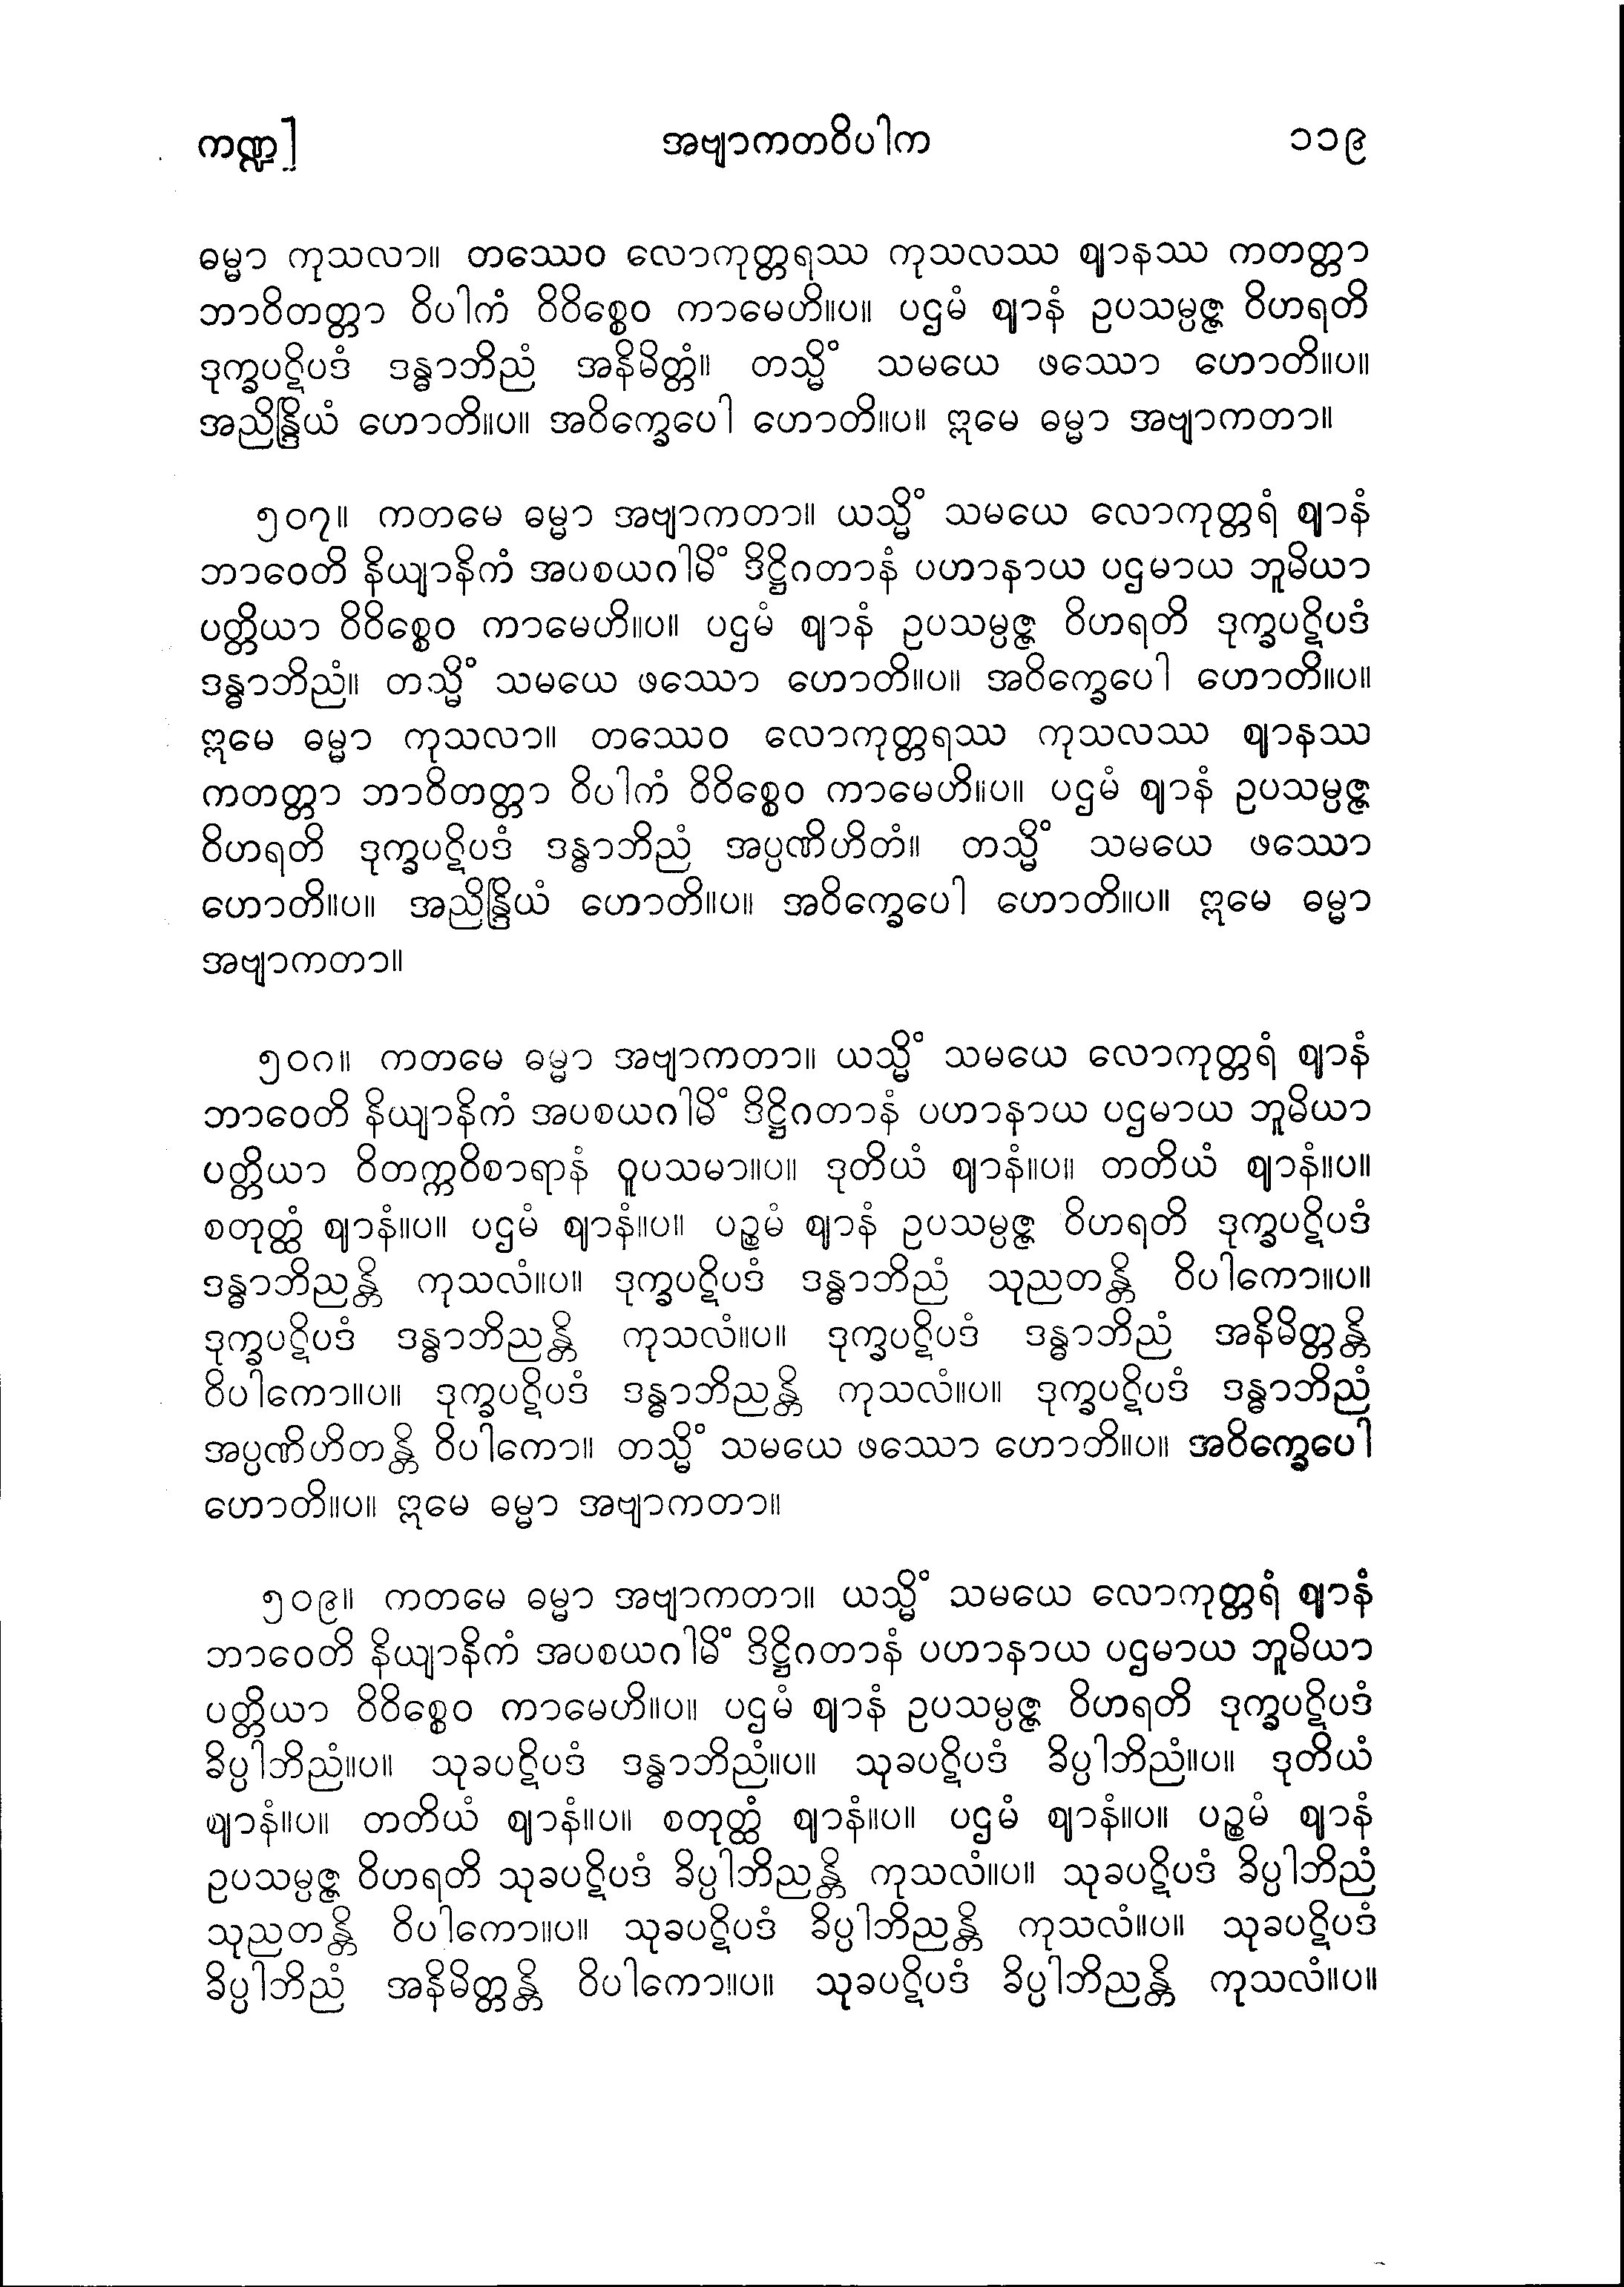 ကဏ္ဍ]
အဗျာကတဝိပါက
၁၁၉
ဓမ္မာ ကုသလာ။ တဿေဝ လောကုတ္တရဿ ကုသလဿ ဈာနဿ ကတတ္တာ
ဘာဝိတတ္တာ ဝိပါကံ ဝိဝိစ္စေဝ ကာမေဟိ။ပ။ ပဌမံ ဈာနံ ဥပသမ္ပဇ္ဇ ဝိဟရတိ
ဒုက္ခပဋိပဒံ ဒန္ဓာဘိညံ အနိမိတ္တံ။ တသ္မိံ သမယေ ဖဿော ဟောတိ။ပ။
အညိန္ဒြိယံ ဟောတိ။ပ။ အဝိက္ခေပေါ ဟောတိ။ပ။ ဣမေ ဓမ္မာ အဗျာကတာ။
၅၀၇။ ကတမေ ဓမ္မာ အဗျာကတာ။ ယသ္မိံ သမယေ လောကုတ္တရံ ဈာနံ
ဘာဝေတိ နိယျာနိကံ အပစယဂါမိံ ဒိဋ္ဌိဂတာနံ ပဟာနာယ ပဌမာယ ဘူမိယာ
ပတ္တိယာ ဝိဝိစ္စေဝ ကာမေဟိ။ပ။ ပဌမံ ဈာနံ ဥပသမ္ပဇ္ဇ ဝိဟရတိ ဒုက္ခပဋိပဒံ
ဒန္ဓာဘိညံ။ တသ္မိံ သမယေ ဖဿော ဟောတိ။ပ။ အဝိက္ခေပေါ ဟောတိ။ပ။
ဣမေ ဓမ္မာ ကုသလာ။ တဿေဝ လောကုတ္တရဿ ကုသလဿ ဈာနဿ
ကတတ္တာ ဘာဝိတတ္တာ ဝိပါကံ ဝိဝိစ္စေဝ ကာမေဟိ။ပ။ ပဌမံ ဈာနံ ဥပသမ္ပဇ္ဇ
ဝိဟရတိ ဒုက္ခပဋိပဒံ ဒန္ဓာဘိညံ အပ္ပဏိဟိတံ။ တသ္မိံ သမယေ ဖဿော
ဟောတိ။ပ။ အညိန္ဒြိယံ ဟောတိ။ပ။ အဝိက္ခေပေါ ဟောတိ။ပ။ ဣမေ ဓမ္မာ
အဗျာကတာ။
၅၀၈။ ကတမေ ဓမ္မာ အဗျာကတာ။ ယသ္မိံ သမယေ လောကုတ္တရံ ဈာနံ
ဘာဝေတိ နိယျာနိကံ အပစယဂါမိံ ဒိဋ္ဌိဂတာနံ ပဟာနာယ ပဌမာယ ဘူမိယာ
ပတ္တိယာ ဝိတက္ကဝိစာရာနံ ဝူပသမာ။ပ။ ဒုတိယံ ဈာနံ။ပ။ တတိယံ ဈာနံ။ပ။
စတုတ္ထံ ဈာနံ။ပ။ ပဌမံ ဈာနံ။ပ။ ပဉ္စမံ ဈာနံ ဥပသမ္ပဇ္ဇ ဝိဟရတိ ဒုက္ခပဋိပဒံ
ဒန္ဓာဘိညန္တိ ကုသလံ။ပ။ ဒုက္ခပဋိပဒံ ဒန္ဓာဘိညံ သုညတန္တိ ဝိပါကော။ပ။
ဒုက္ခပဋိပဒံ ဒန္ဓာဘိညန္တိ ကုသလံ။ပ။ ဒုက္ခပဋိပဒံ ဒန္ဓာဘိညံ အနိမိတ္တန္တိ
ဝိပါကော။ပ။ ဒုက္ခပဋိပဒံ ဒန္ဓာဘိညန္တိ ကုသလံ။ပ။ ဒုက္ခပဋိပဒံ ဒန္ဓာဘိညံ
အပ္ပဏိဟိတန္တိ ဝိပါကော။ တသ္မိံ သမယေ ဖဿော ဟောတိ။ပ။ အဝိက္ခေပေါ
ဟောတိ။ပ။ ဣမေ ဓမ္မာ အဗျာကတာ။
၅၀၉။ ကတမေ ဓမ္မာ အဗျာကတာ။ ယသ္မိံ သမယေ လောကုတ္တရံ ဈာနံ
ဘာဝေတိ နိယျာနိကံ အပစယဂါမိံ ဒိဋ္ဌိဂတာနံ ပဟာနာယ ပဌမာယ ဘူမိယာ
ပတ္တိယာ ဝိဝိစ္စေဝ ကာမေဟိ။ပ။ ပဌမံ ဈာနံ ဥပသမ္ပဇ္ဇ ဝိဟရတိ ဒုက္ခပဋိပဒံ
ခိပ္ပါဘိညံ။ပ။ သုခပဋိပဒံ ဒန္ဓာဘိညံ။ပ။ သုခပဋိပဒံ ခိပ္ပါဘိညံ။ပ။ ဒုတိယံ
ဈာနံ။ပ။ တတိယံ ဈာနံ။ပ။ စတုတ္ထံ ဈာနံ။ပ။ ပဌမံ ဈာနံ။ပ။ ပဉ္စမံ ဈာနံ
ဥပသမ္ပဇ္ဇ ဝိဟရတိ သုခပဋိပဒံ ခိပ္ပါဘိညန္တိ ကုသလံ။ပ။ သုခပဋိပဒံ ခိပ္ပါဘိညံ
သုညတန္တိ ဝိပါကော။ပ။ သုခပဋိပဒံ ခိပ္ပါဘိညန္တိ ကုသလံ။ပ။ သုခပဋိပဒံ
ခိပ္ပါဘိညံ အနိမိတ္တန္တိ ဝိပါကော။ပ။ သုခပဋိပဒံ ခိပ္ပါဘိညန္တိ ကုသလံ။ပ။